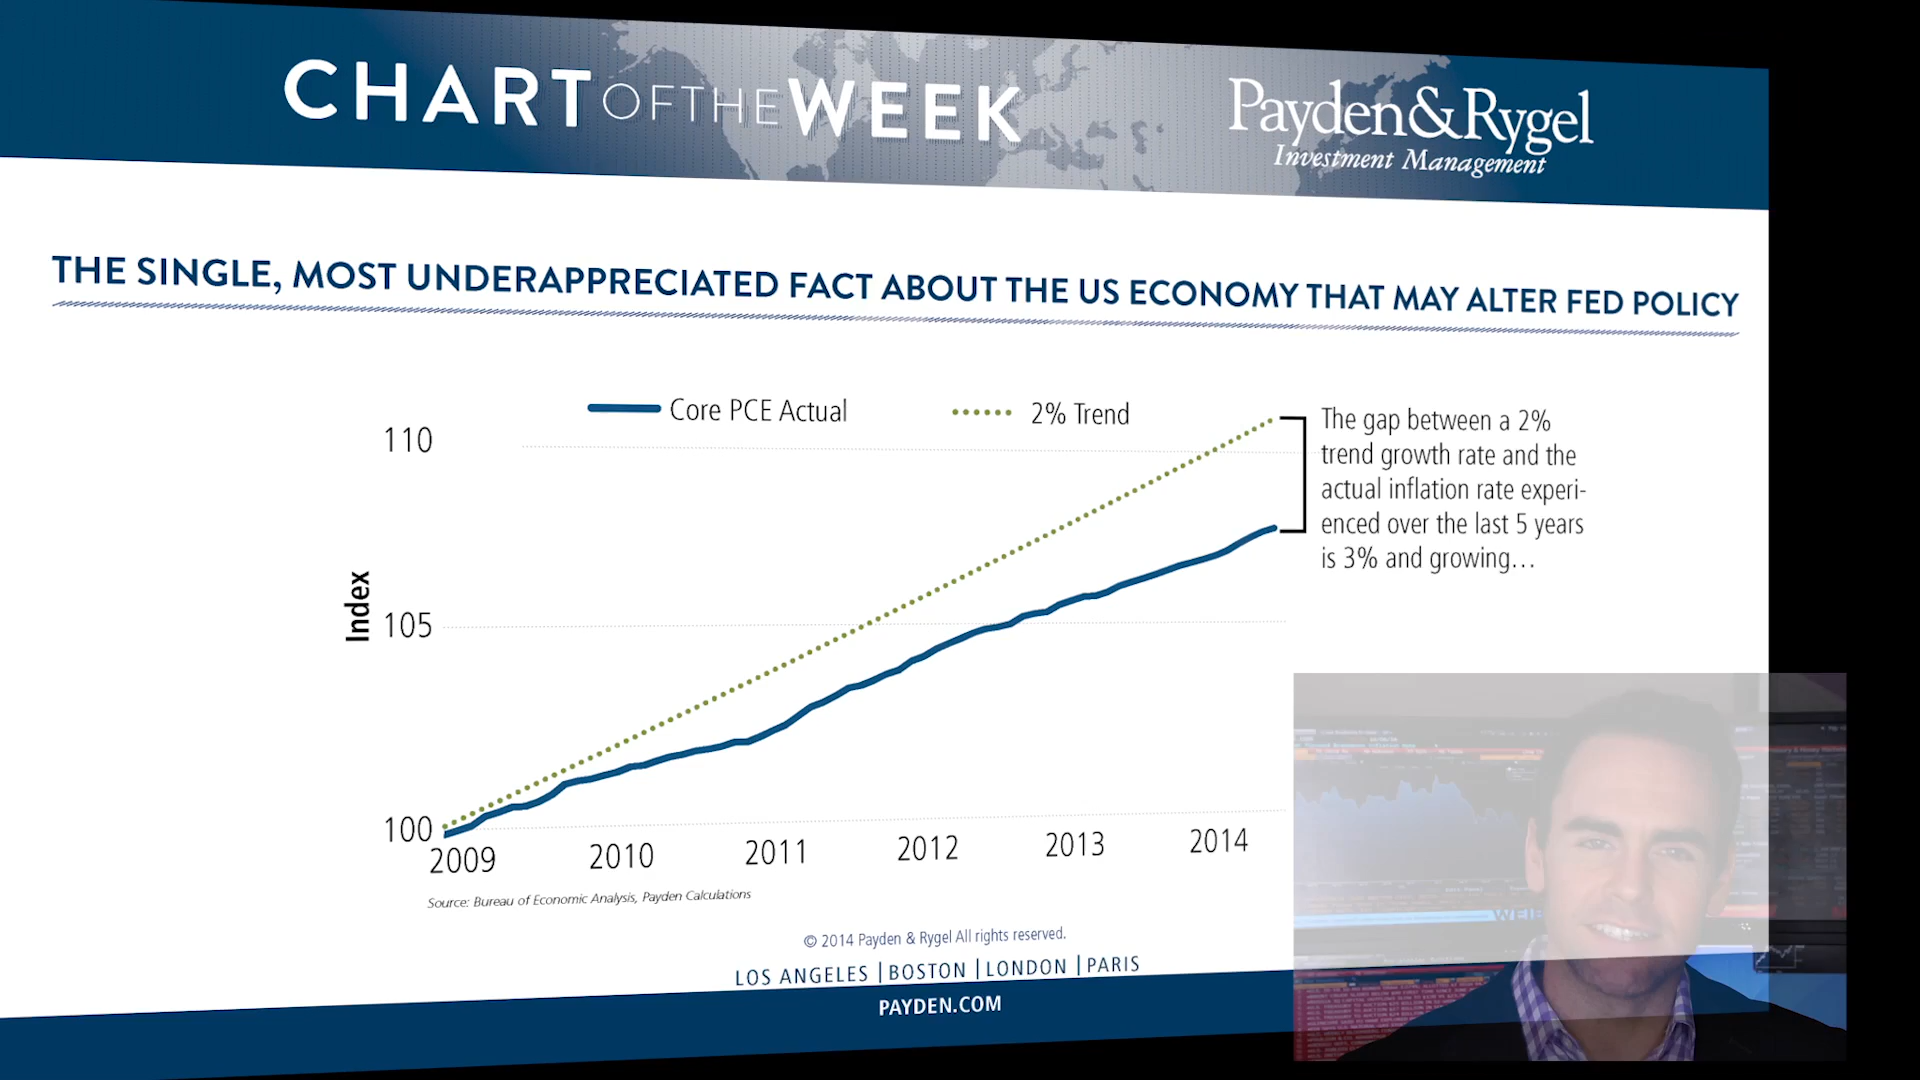 CHART OF THE WEEK
Payden&Rygel
Investment Management
THE SINGLE, MOST UNDERAPPRECIATED FACT ABOUT THE US ECONOMY THAT MAY ALTER FED POLICY
Core PCE Actual
2% Trend
The gap between a 2%
trend growth rate and the
actual inflation rate experi-
enced over the last 5 years
is 3% and growing...
Index
110
105
100
2009
2010
2011
2012
2013
2014
Source: Bureau of Economic Analysis, Payden Calculations
© 2014 Payden & Rygel All rights reserved.
LOS ANGELES | BOSTON | LONDON | PARIS
PAYDEN.COM